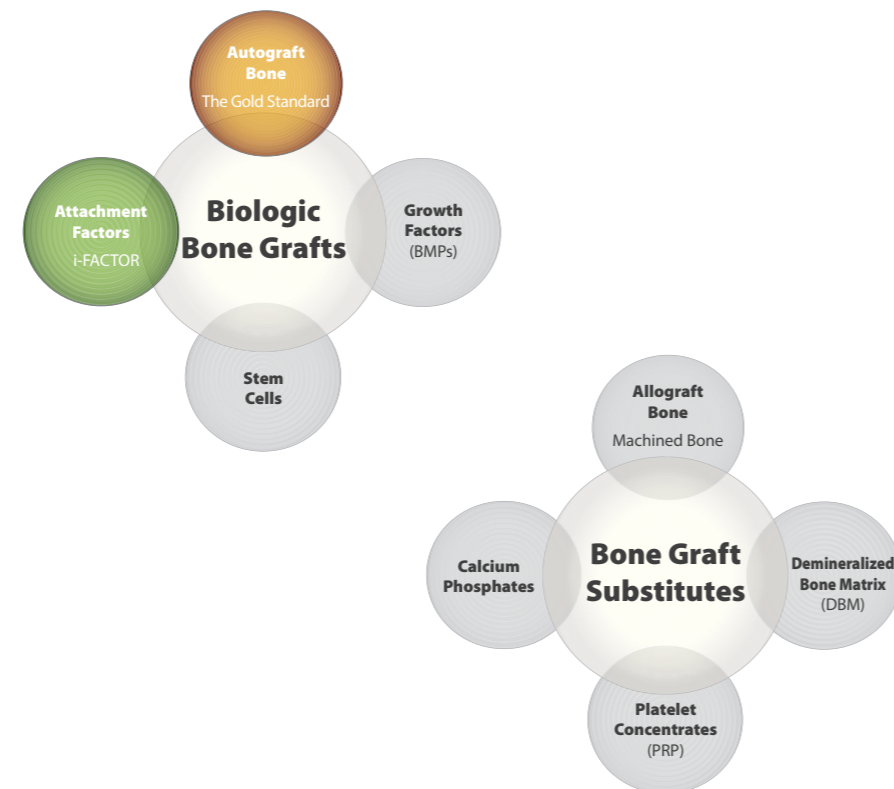 Autograft
Bone
The Gold Standard
Attachment
Factors
i-FACTOR
Biologic
Bone Grafts
Growth
Factors
(BMPs)
Stem
Cells
Allograft
Bone
Machined Bone
Calcium
Phosphates
Bone Graft
Substitutes
Demineralized
Bone Matrix
(DBM)
Platelet
Concentrates
(PRP)